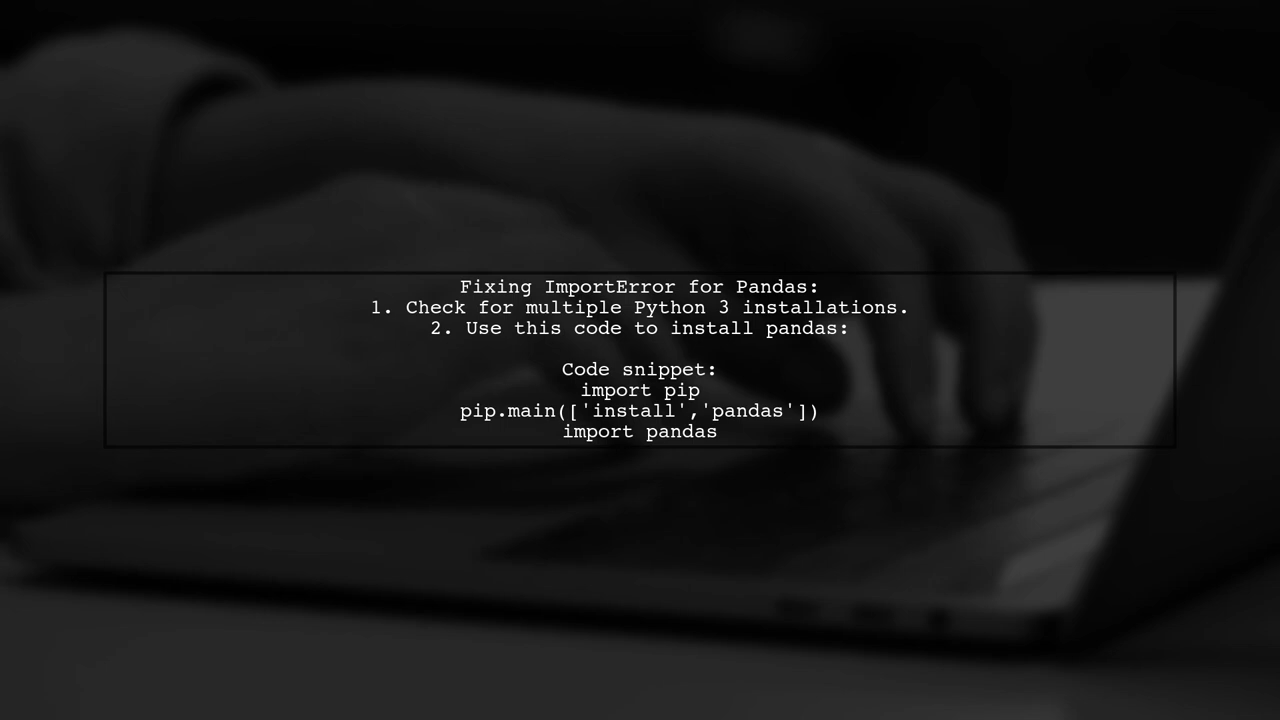 Fixing ImportError for Pandas:
1. Check for multiple Python 3 installations.
2. Use this code to install pandas:
Code snippet:
import pip
pip.main(['install','pandas'])
import pandas